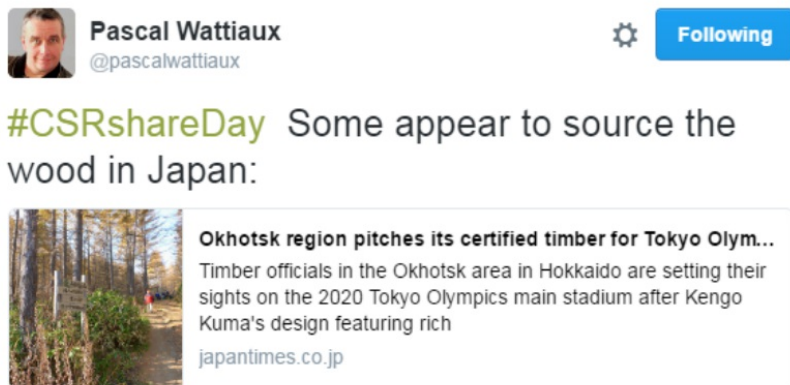 Pascal Wattiaux
@pascalwattiaux
Following
#CSRshareDay Some appear to source the
wood in Japan:
Okhotsk region pitches its certified timber for Tokyo Olym...
Timber officials in the Okhotsk area in Hokkaido are setting their
sights on the 2020 Tokyo Olympics main stadium after Kengo
Kuma's design featuring rich
japantimes.co.jp